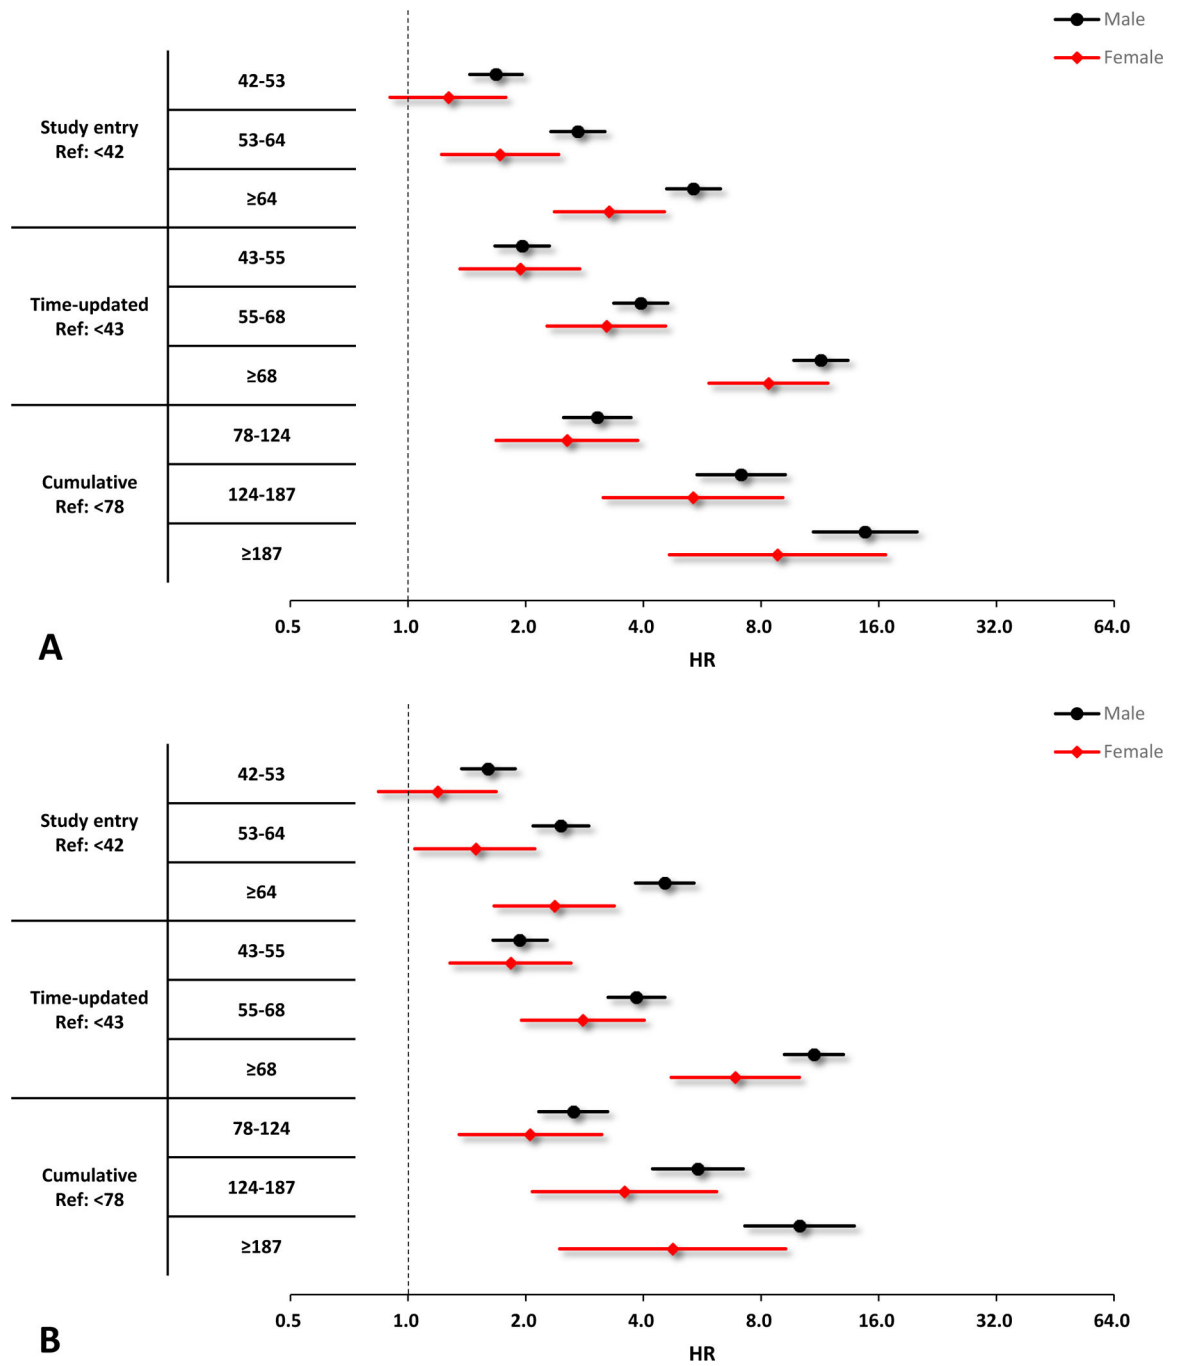 Male
Female
42-53
Study entry
Ref: <42
53-64
≥64
43-55
Time-updated
Ref: <43
55-68
≥68
78-124
Cumulative
Ref: <78
124-187
≥187
0.5 1.0 2.0 4.0 8.0 16.0 32.0 64.0
A
HR
Male
Female
42-53
Study entry
Ref: <42
53-64
≥64
43-55
Time-updated
Ref: <43
55-68
≥68
78-124
Cumulative
Ref: <78
124-187
≥187
0.5 1.0 2.0 4.0 8.0 16.0 32.0 64.0
B
HR